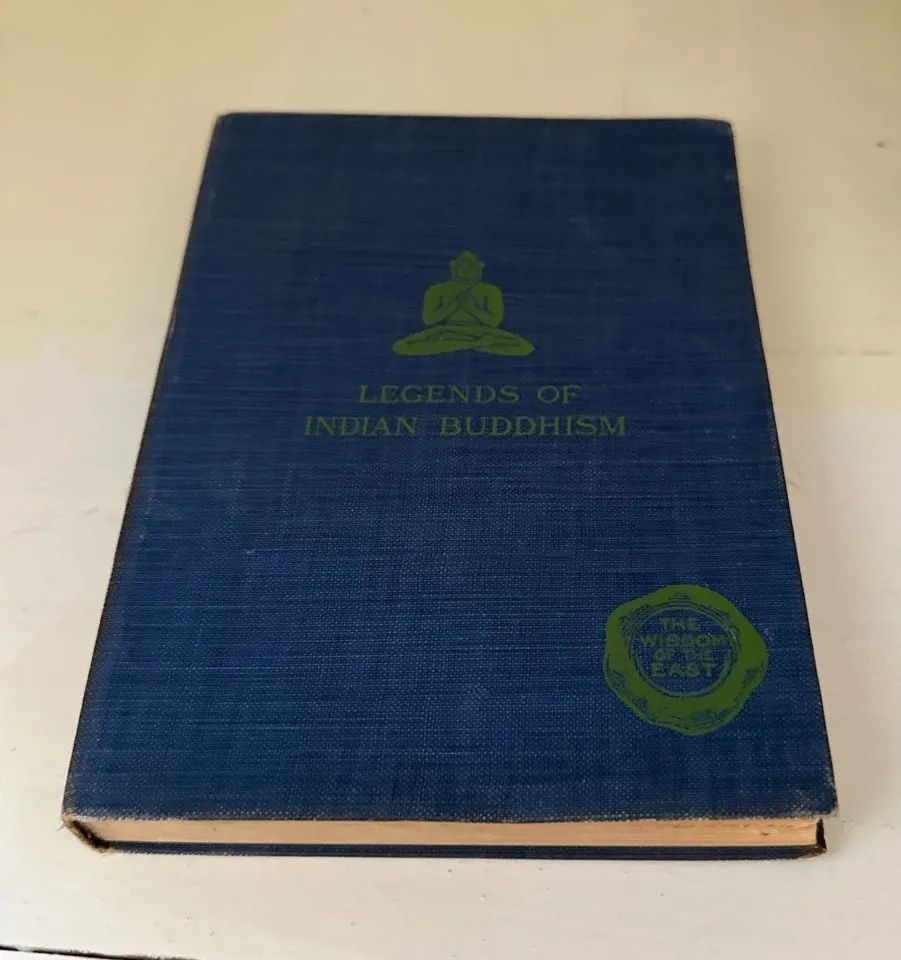 LEGENDS OF
INDIAN BUDDHISM
THE
WISDOM
OF THE
EAST